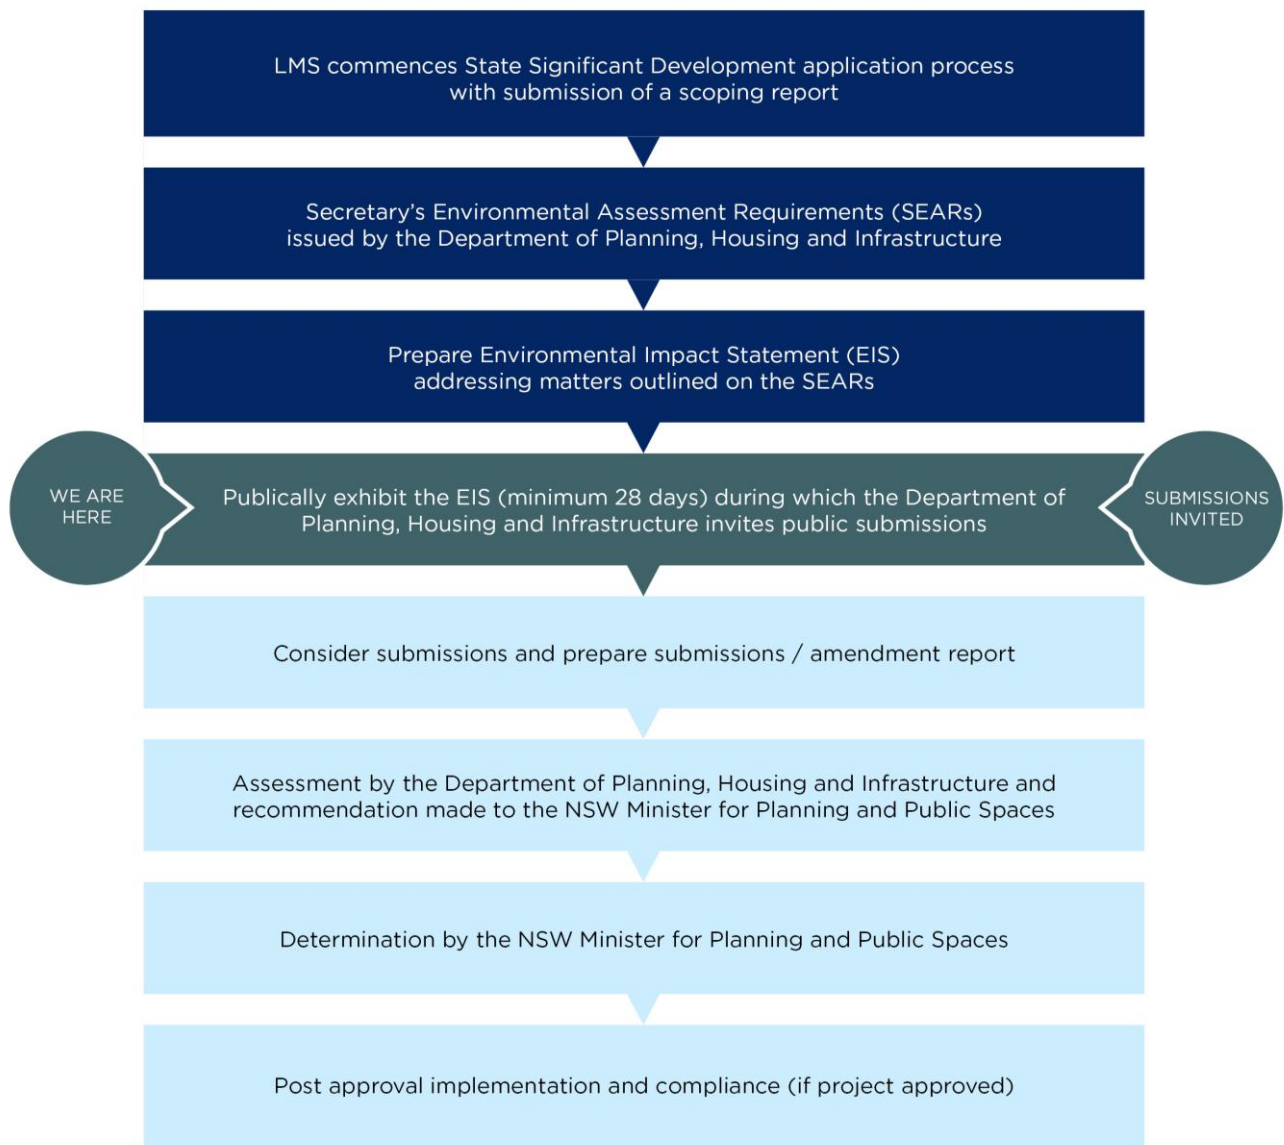 LMS commences State Significant Development application process
with submission of a scoping report
Secretary’s Environmental Assessment Requirements (SEARs)
issued by the Department of Planning, Housing and Infrastructure
Prepare Environmental Impact Statement (EIS)
addressing matters outlined on the SEARs
WE ARE
HERE
Publically exhibit the EIS (minimum 28 days) during which the Department of
Planning, Housing and Infrastructure invites public submissions
SUBMISSIONS
INVITED
Consider submissions and prepare submissions / amendment report
Assessment by the Department of Planning, Housing and Infrastructure and
recommendation made to the NSW Minister for Planning and Public Spaces
Determination by the NSW Minister for Planning and Public Spaces
Post approval implementation and compliance (if project approved)